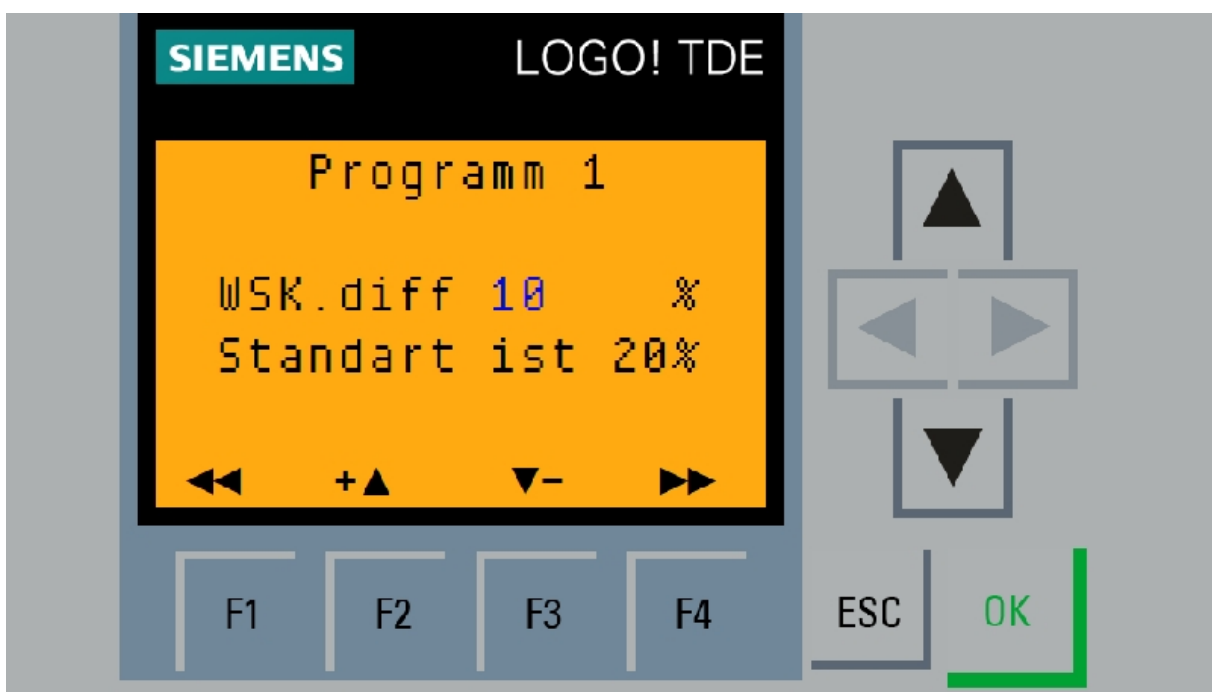 SIEMENS LOGO! TDE
Programm 1
WSK.diff 10 %
Standart ist 20%
+ -
F1 F2 F3 F4 ESC OK